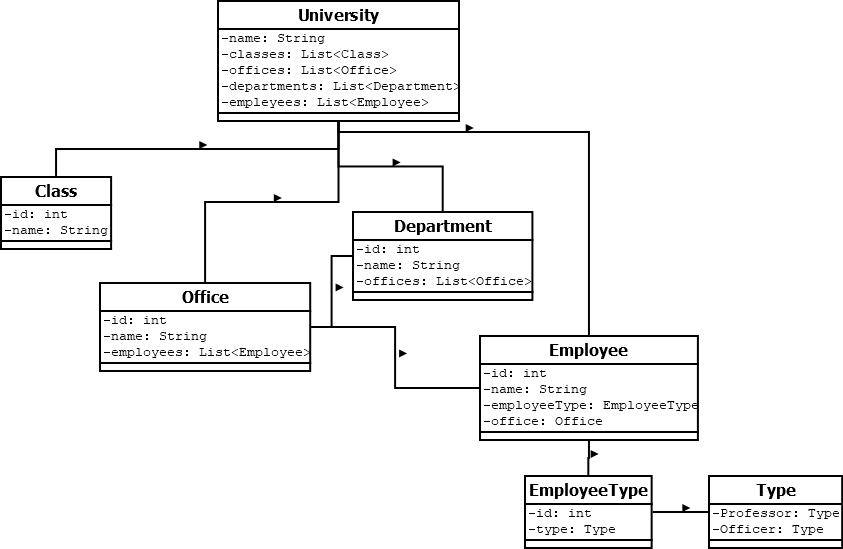 University
-name: String
-classes: List<Class>
-offices: List<Office>
-departments: List<Department>
-empleyees: List<Employee>
Class
-id: int
-name: String
Department
-id: int
-name: String
-offices: List<Office>
Office
-id: int
-name: String
-employees: List<Employee>
Employee
-id: int
-name: String
-employeeType: EmployeeType
-office: Office
EmployeeType
-id: int
-type: Type
Type
-Professor: Type
-Officer: Type